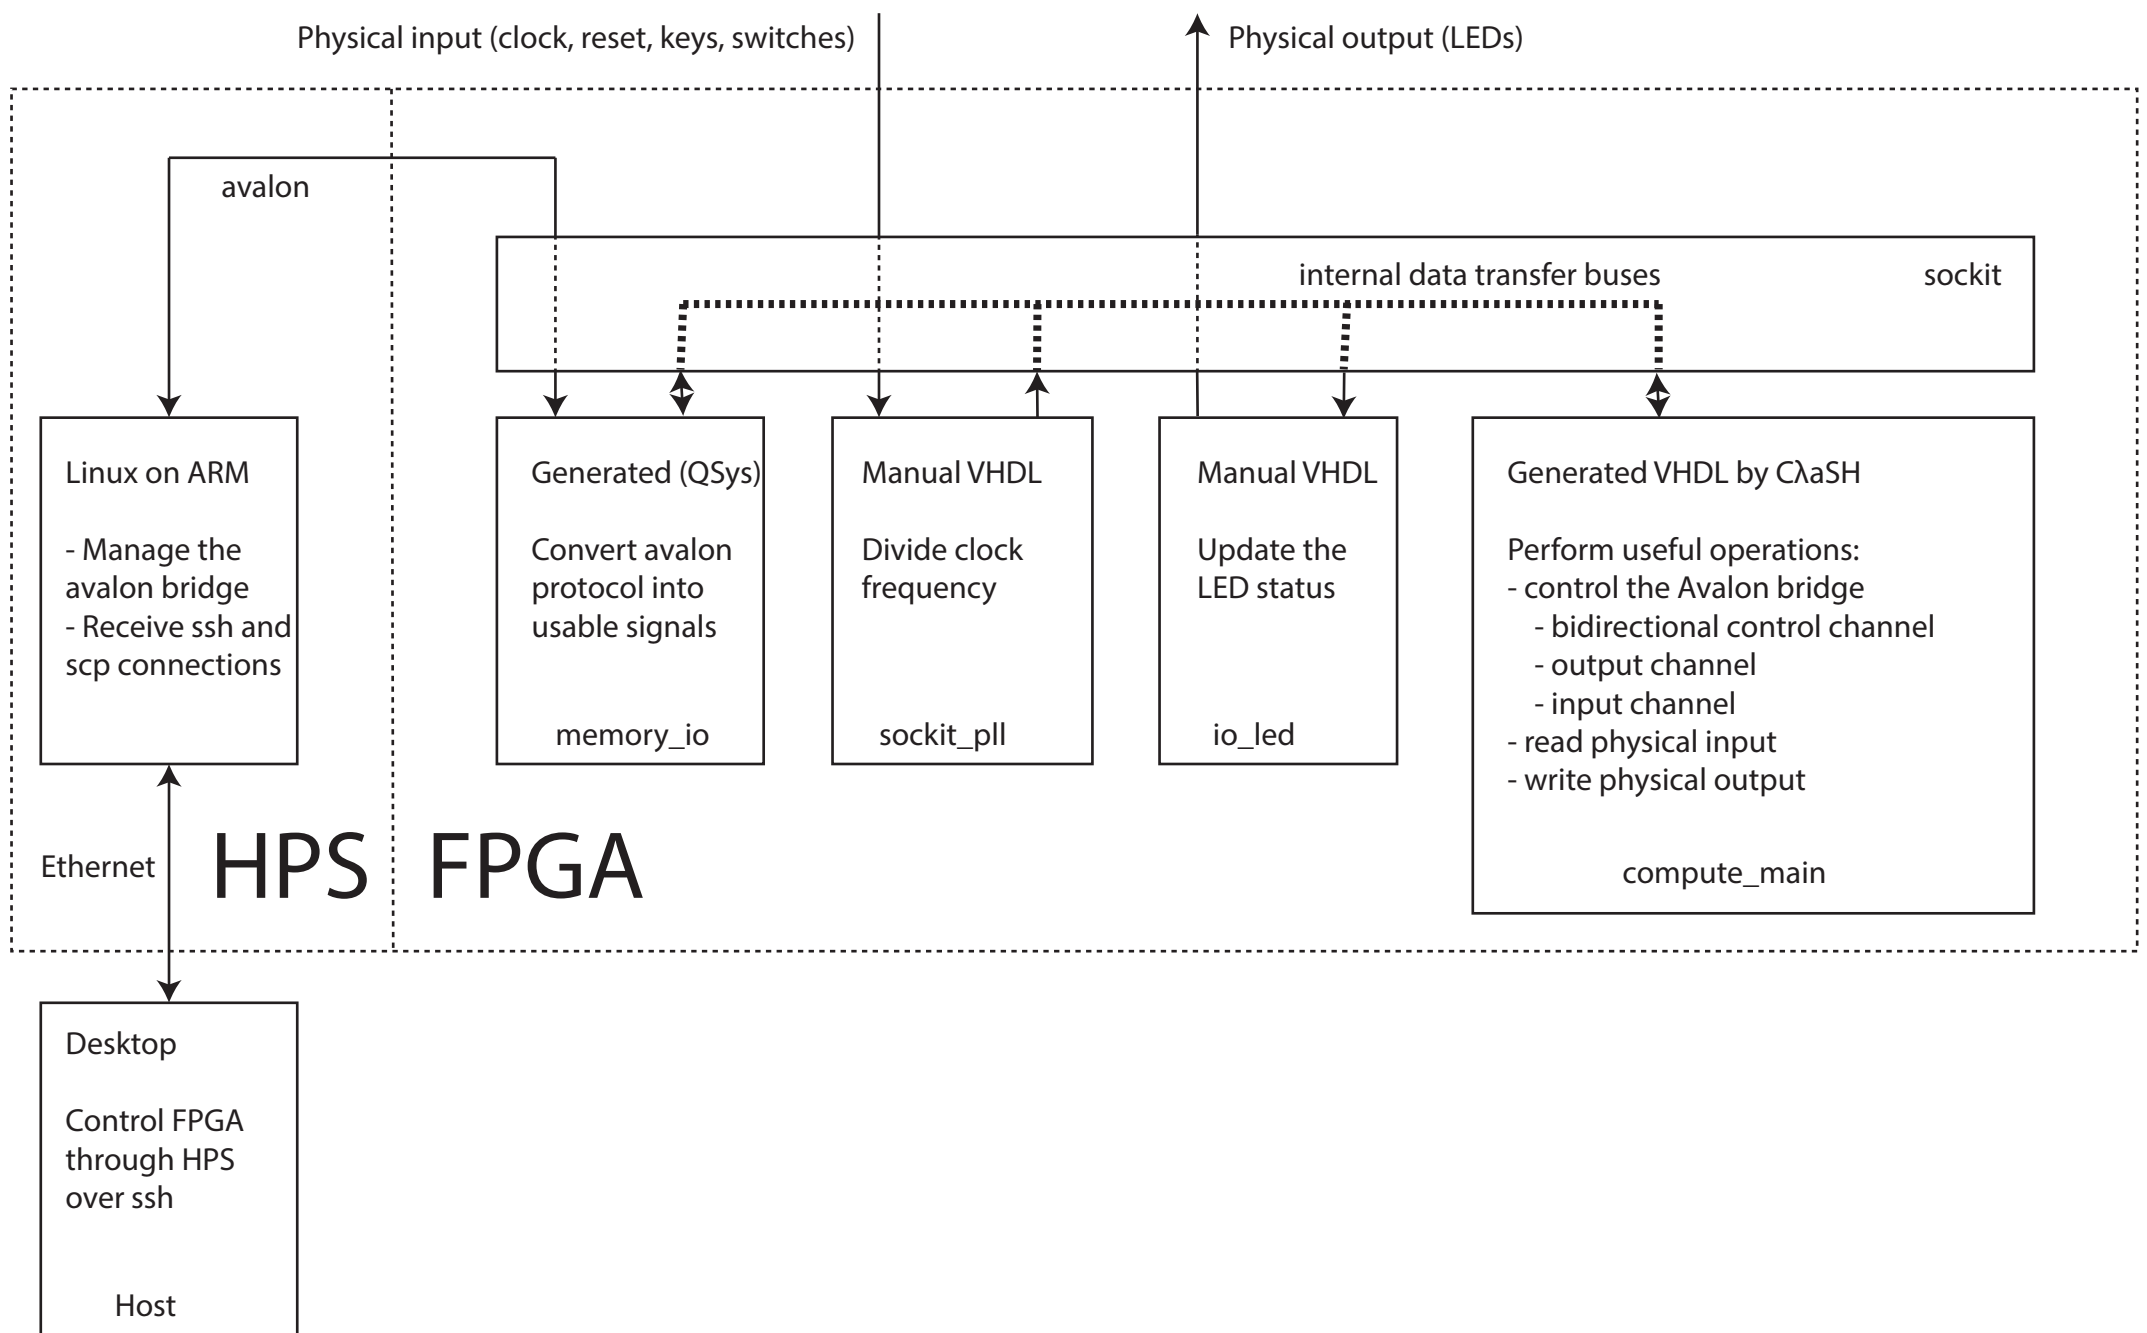 Physical input (clock, reset, keys, switches)
Physical output (LEDs)
avalon
internal data transfer buses
sockit
Linux on ARM
- Manage the
avalon bridge
- Receive ssh and
scp connections
Generated (QSys)
Convert avalon
protocol into
usable signals
memory_io
Manual VHDL
Divide clock
frequency
sockit_pll
Manual VHDL
Update the
LED status
io_led
Generated VHDL by CλaSH
Perform useful operations:
- control the Avalon bridge
- bidirectional control channel
- output channel
- input channel
- read physical input
- write physical output
compute_main
Ethernet
HPS
FPGA
Desktop
Control FPGA
through HPS
over ssh
Host